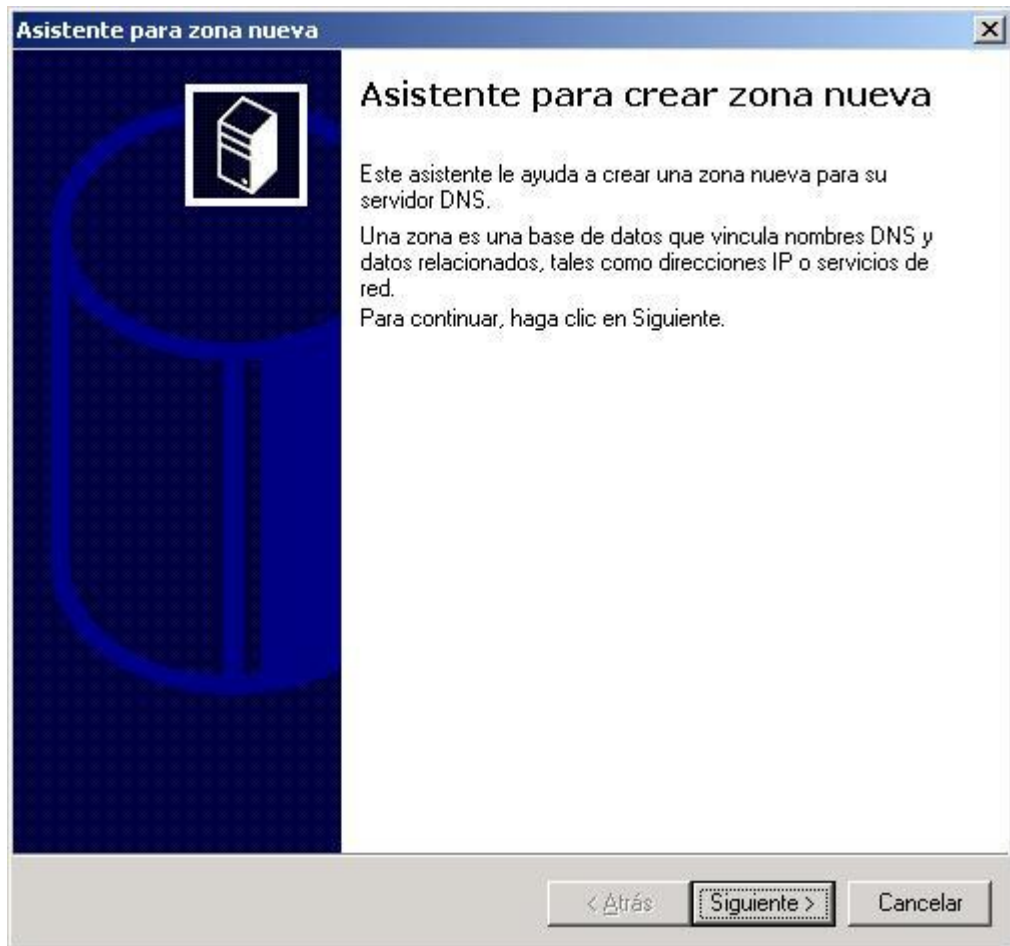 Asistente para zona nueva
Asistente para crear zona nueva
Este asistente le ayuda a crear una zona nueva para su
servidor DNS.
Una zona es una base de datos que vincula nombres DNS y
datos relacionados, tales como direcciones IP o servicios de
red.
Para continuar, haga clic en Siguiente.
< Atrás Siguiente > Cancelar